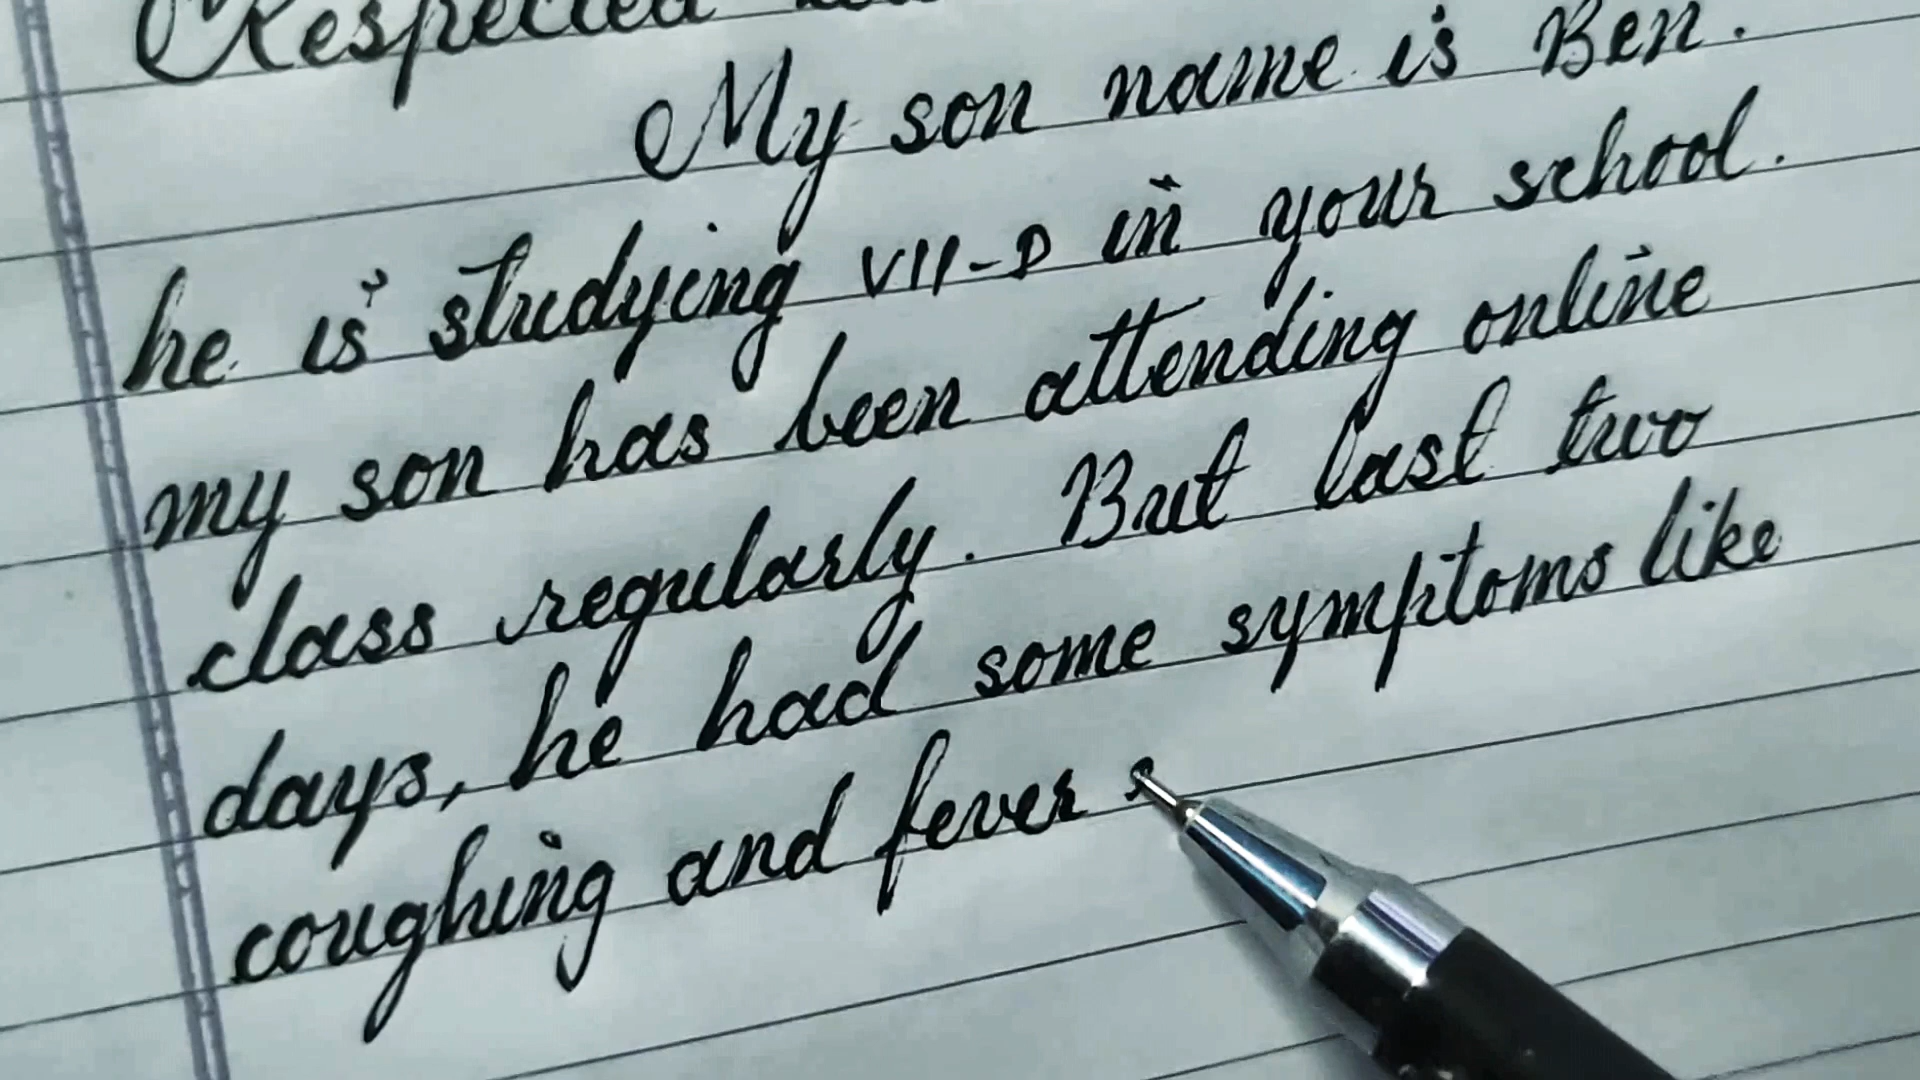 Respected
My son name is Ben.
he is studying VII-D in your school.
my son has been attending online
class regularly. But last two
days, he had some symptoms like
coughing and fever